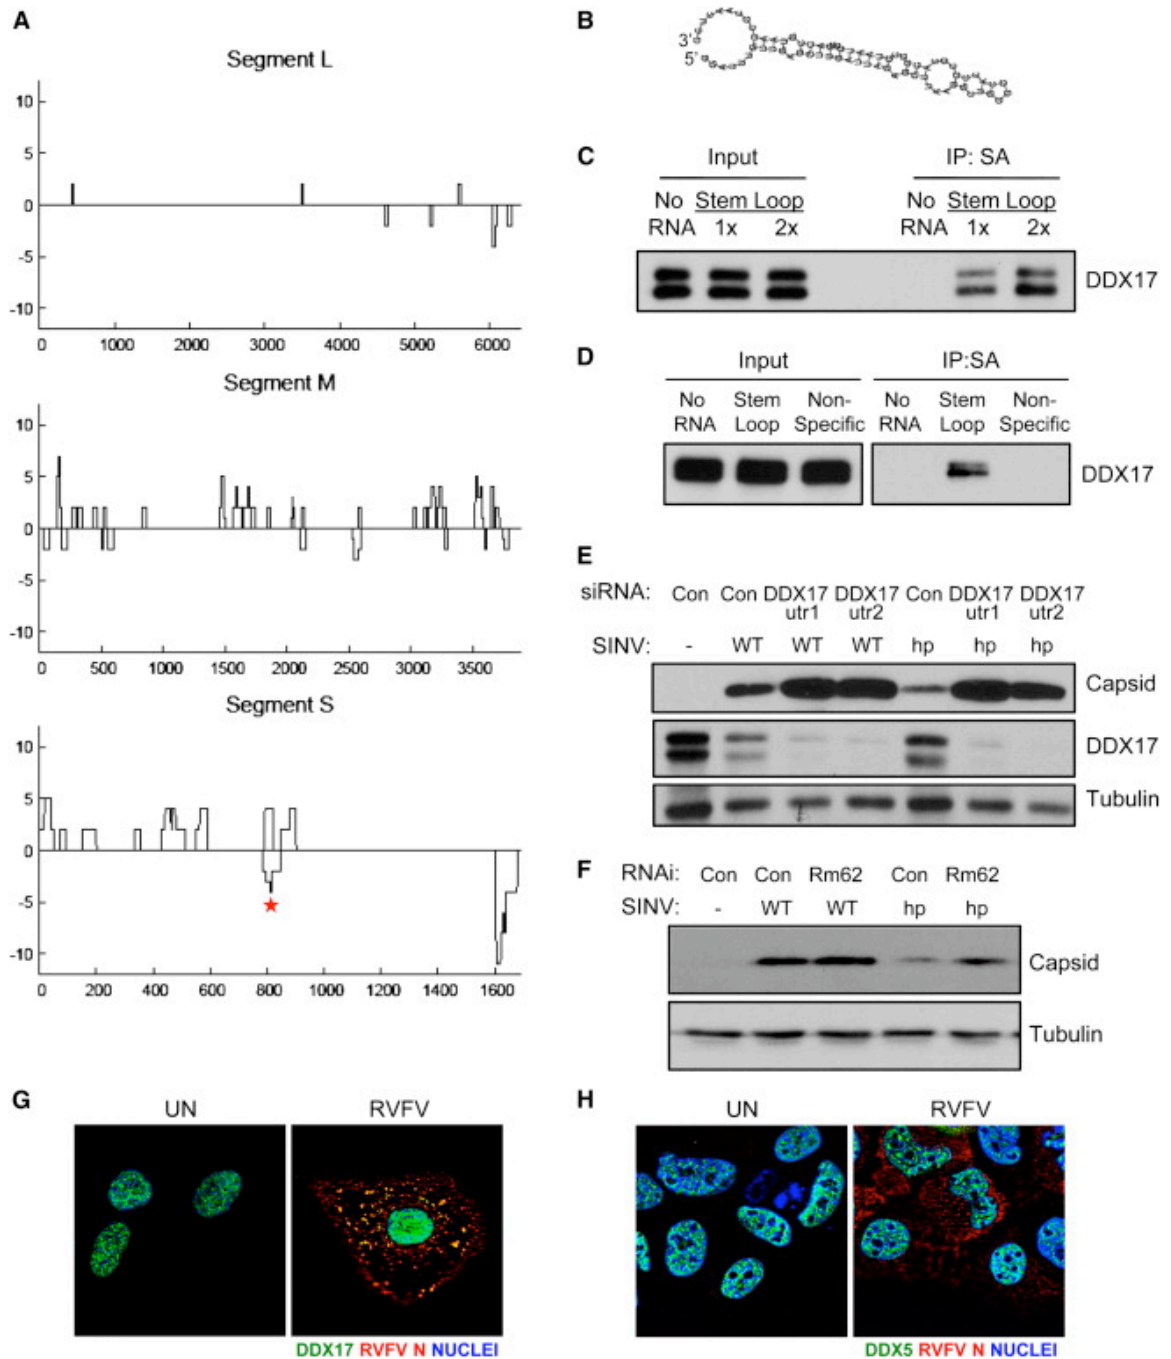 A
Segment L
10
5
0
-5
-10
0 1000 2000 3000 4000 5000 6000
Segment M
10
5
0
-5
-10
0 500 1000 1500 2000 2500 3000 3500
Segment S
10
5
0
-5
-10
0 200 400 600 800 1000 1200 1400 1600
B
3'
5'
C
Input IP: SA
No Stem Loop No Stem Loop
RNA 1x 2x RNA 1x 2x
DDX17
D
Input IP:SA
No Stem Non- No Stem Non-
RNA Loop Specific RNA Loop Specific
DDX17
E
siRNA: Con Con DDX17 DDX17 Con DDX17 DDX17
utr1 utr2 utr1 utr2
SINV: - WT WT WT hp hp hp
Capsid
DDX17
Tubulin
F
RNAi: Con Con Rm62 Con Rm62
SINV: - WT WT hp hp
Capsid
Tubulin
G
UN RVFV
DDX17 RVFV N NUCLEI
H
UN RVFV
DDX5 RVFV N NUCLEI